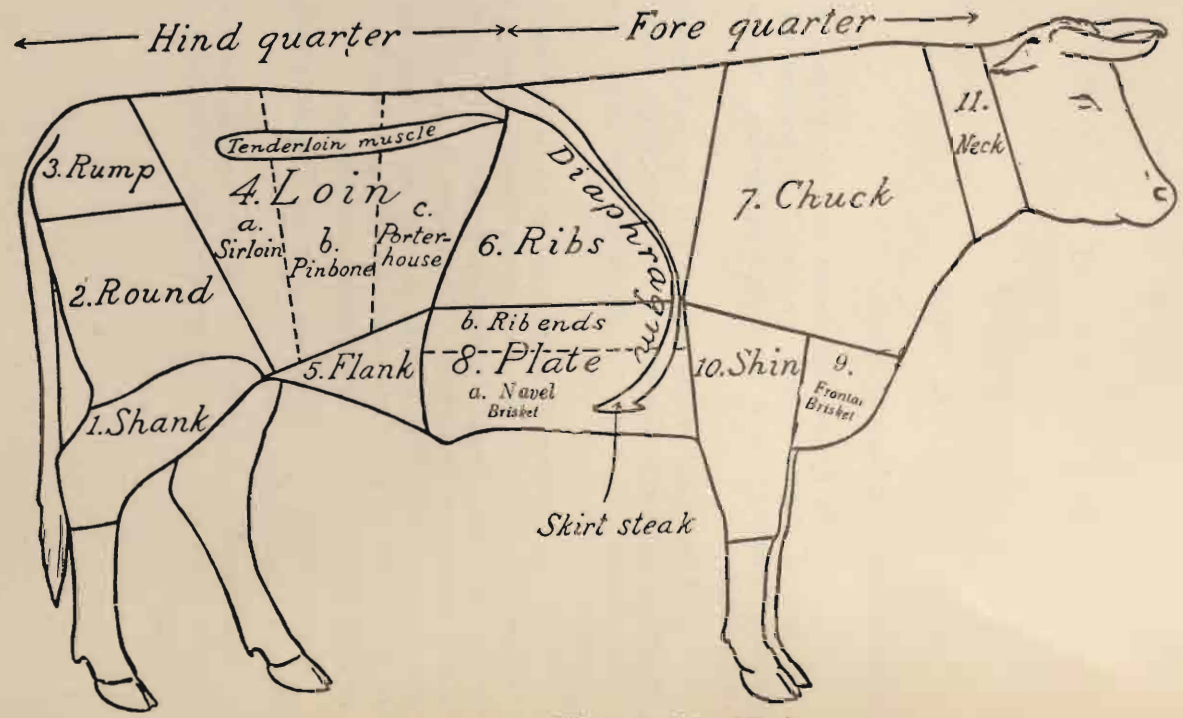 Hind quarter
Fore quarter
11.
Neck
Tenderloin muscle
3. Rump
4. Loin
a.
Sirloin
b.
Pinbone
c.
Porter-
house
Diaphragm
6. Ribs
7. Chuck
2. Round
b. Rib ends
5. Flank
8. Plate
a. Navel
Brisket
10. Shin
9.
Frontal
Brisket
1. Shank
Skirt steak